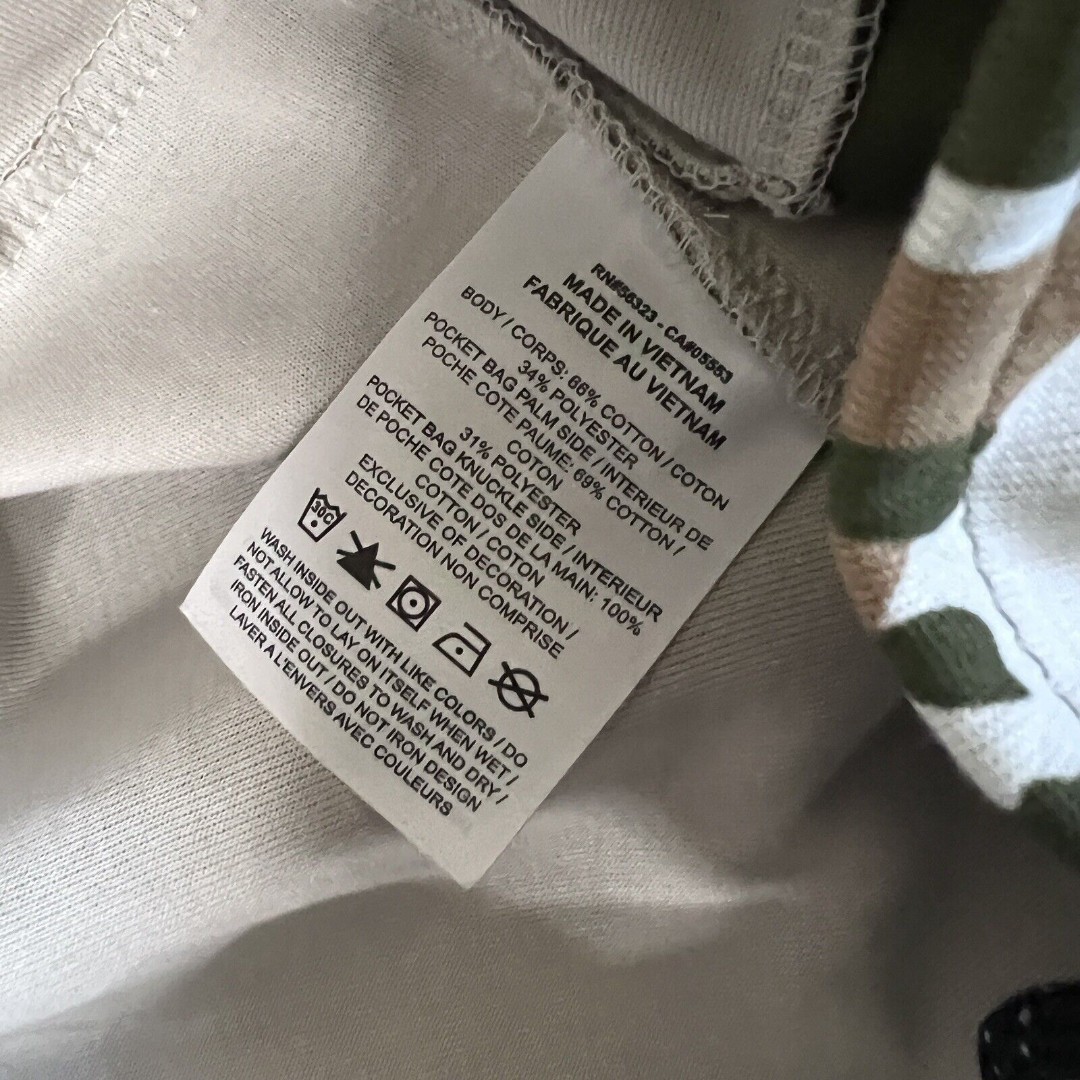 RN#56323 - CA#05553
MADE IN VIETNAM
FABRIQUE AU VIETNAM
BODY / CORPS: 66% COTTON / COTON
34% POLYESTER
POCKET BAG PALM SIDE / INTERIEUR DE
POCHE COTE PAUME: 69% COTTON /
COTON
31% POLYESTER
POCKET BAG KNUCKLE SIDE / INTERIEUR
DE POCHE COTE DOS DE LA MAIN: 100%
COTTON / COTON
EXCLUSIVE OF DECORATION /
DECORATION NON COMPRISE
30C
WASH INSIDE OUT WITH LIKE COLORS / DO
NOT ALLOW TO LAY ON ITSELF WHEN WET /
FASTEN ALL CLOSURES TO WASH AND DRY /
IRON INSIDE OUT / DO NOT IRON DESIGN
LAVER A L'ENVERS AVEC COULEURS